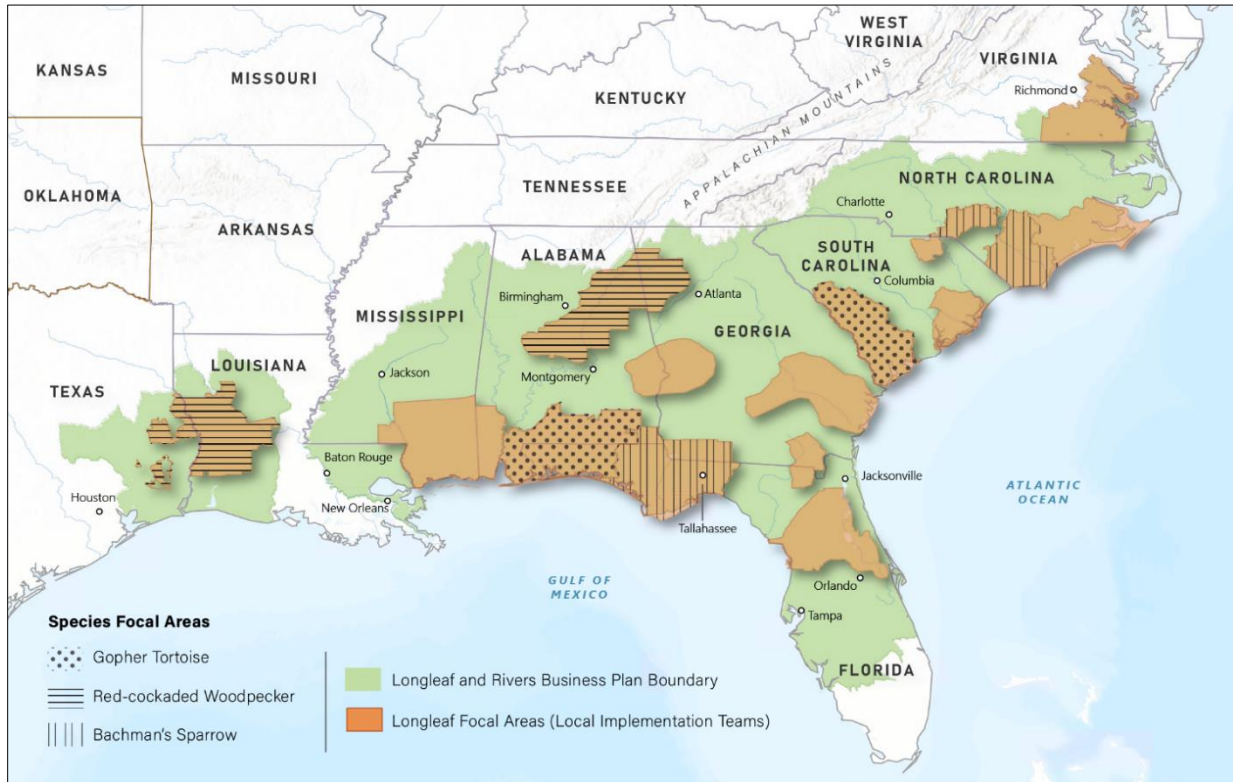 WEST
VIRGINIA
VIRGINIA
KANSAS
MISSOURI
Richmond
KENTUCKY
APPALACHIAN MOUNTAINS
OKLAHOMA
TENNESSEE
NORTH CAROLINA
ARKANSAS
Charlotte
ALABAMA
SOUTH
CAROLINA
Columbia
Birmingham
Atlanta
MISSISSIPPI
GEORGIA
LOUISIANA
Jackson
Montgomery
TEXAS
Baton Rouge
Jacksonville
Houston
New Orleans
Tallahassee
ATLANTIC
OCEAN
GULF OF
MEXICO
Orlando
Tampa
FLORIDA
Species Focal Areas
Gopher Tortoise
Red-cockaded Woodpecker
Bachman's Sparrow
Longleaf and Rivers Business Plan Boundary
Longleaf Focal Areas (Local Implementation Teams)